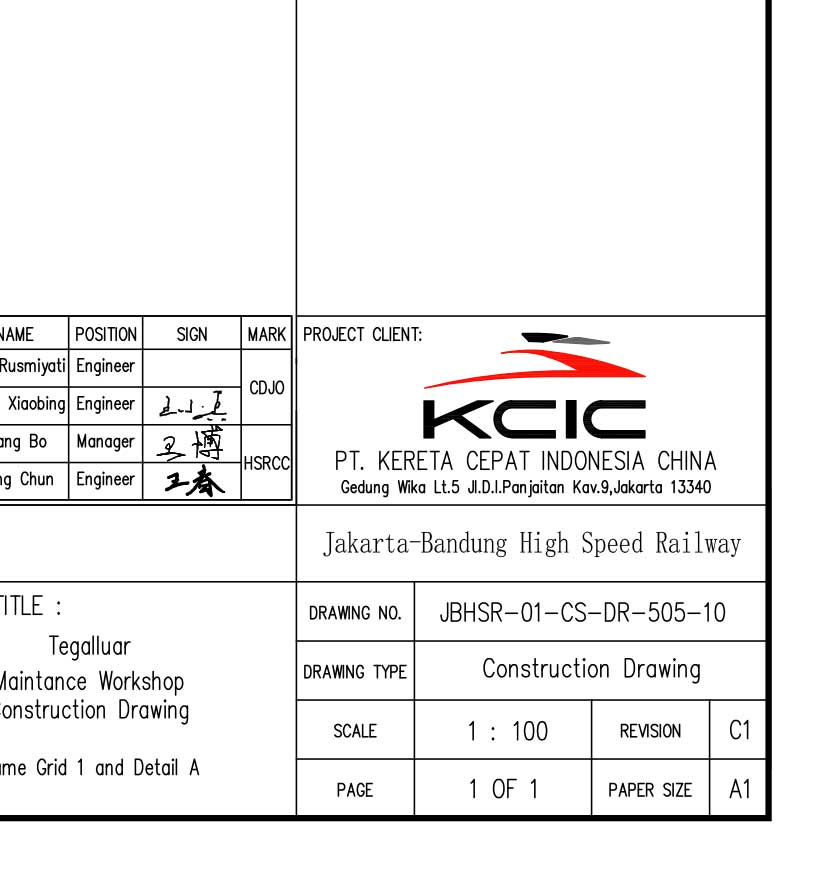 NAME POSITION SIGN MARK
Rusmiyati Engineer
CDJO
Xiaobing Engineer
ang Bo Manager 王博
HSRCC
ng Chun Engineer 王春
PROJECT CLIENT:
KCIC
PT. KERETA CEPAT INDONESIA CHINA
Gedung Wika Lt.5 Jl.D.I.Panjaitan Kav.9,Jakarta 13340
Jakarta-Bandung High Speed Railway
TITLE :
Tegalluar
Maintance Workshop
Construction Drawing
ame Grid 1 and Detail A
DRAWING NO. JBHSR-01-CS-DR-505-10
DRAWING TYPE Construction Drawing
SCALE 1 : 100 REVISION C1
PAGE 1 OF 1 PAPER SIZE A1